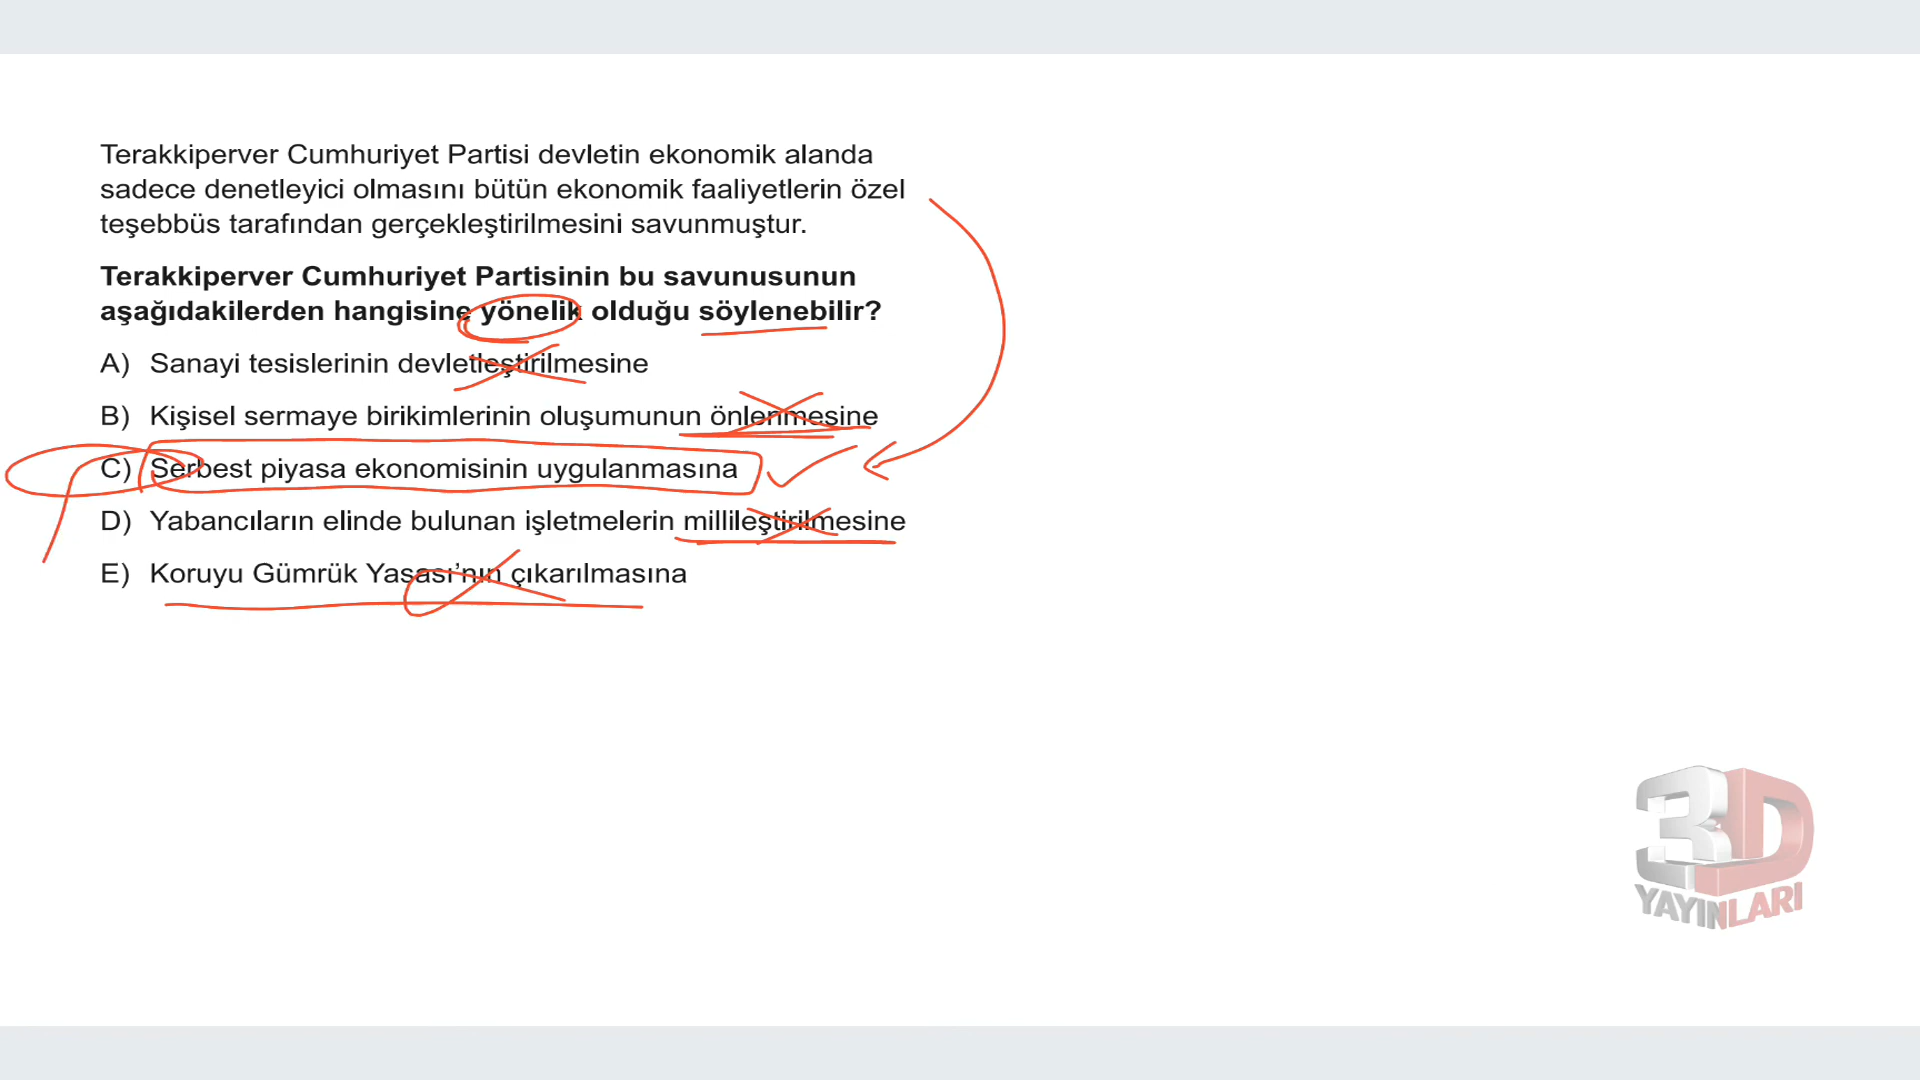 Terakkiperver Cumhuriyet Partisi devletin ekonomik alanda
sadece denetleyici olmasını bütün ekonomik faaliyetlerin özel
teşebbüs tarafından gerçekleştirilmesini savunmuştur.
Terakkiperver Cumhuriyet Partisinin bu savunusunun
aşağıdakilerden hangisine yönelik olduğu söylenebilir?
A) Sanayi tesislerinin devletleştirilmesine
B) Kişisel sermaye birikimlerinin oluşumunun önlenmesine
C) Serbest piyasa ekonomisinin uygulanmasına
D) Yabancıların elinde bulunan işletmelerin millileştirilmesine
E) Koruyu Gümrük Yasası’nın çıkarılmasına
3D
YAYINLARI